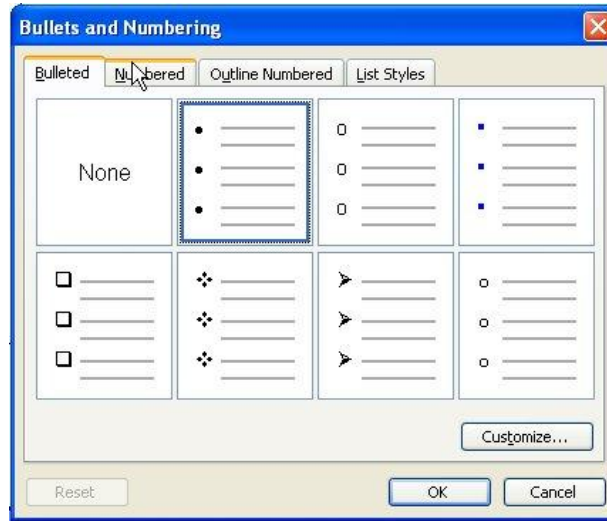 Bullets and Numbering
Bulleted Numbered Outline Numbered List Styles
None
Customize...
Reset OK Cancel